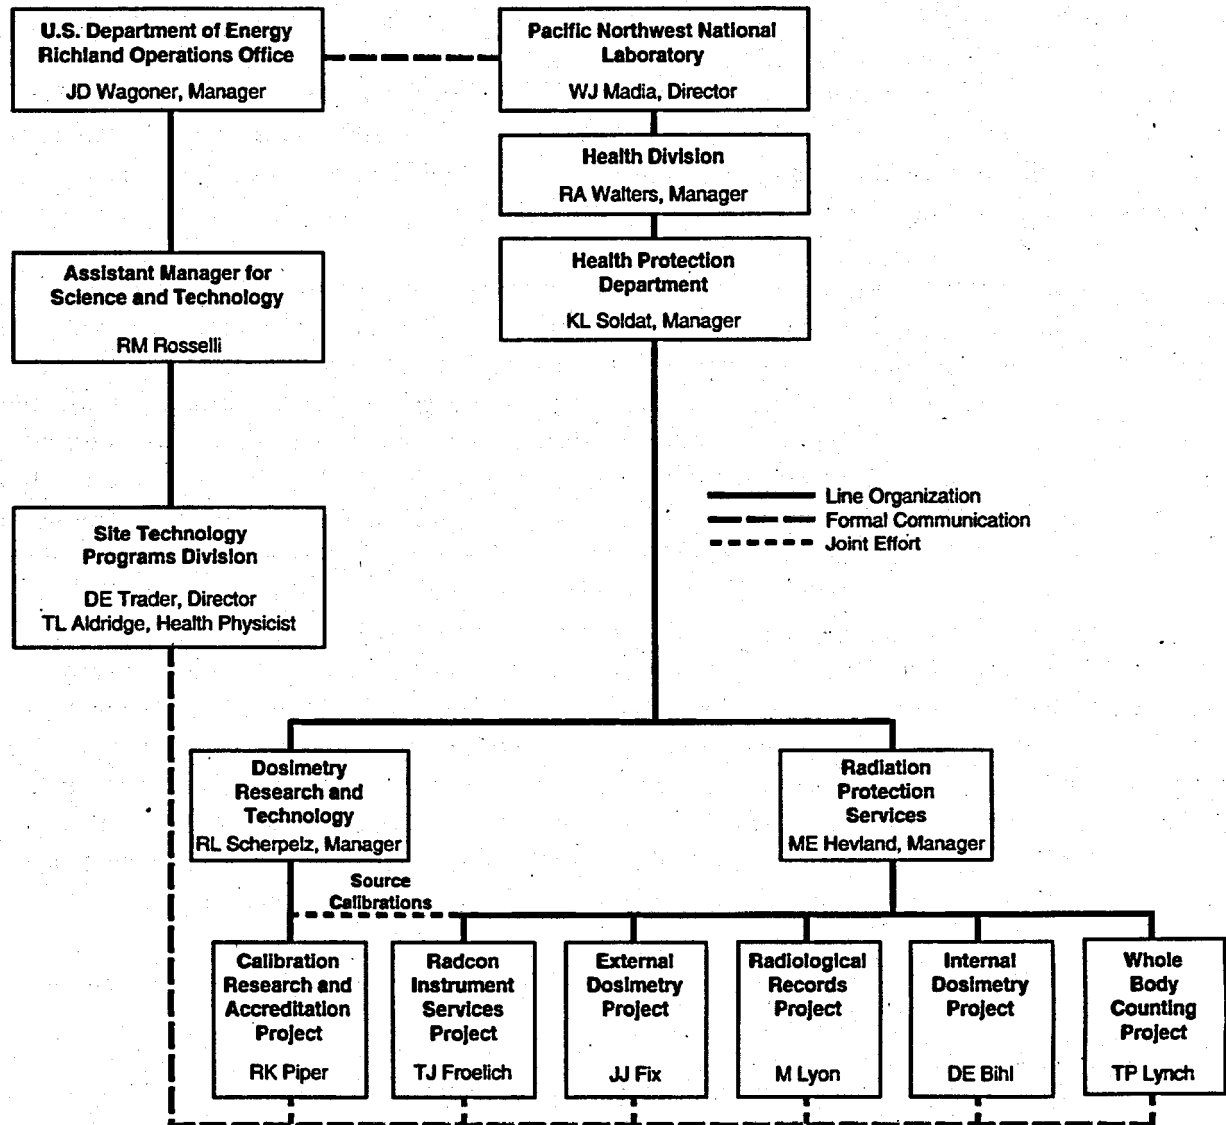 U.S. Department of Energy
Richland Operations Office
JD Wagoner, Manager
Pacific Northwest National
Laboratory
WJ Madia, Director
Health Division
RA Walters, Manager
Assistant Manager for
Science and Technology
RM Rosselli
Health Protection
Department
KL Soldat, Manager
Site Technology
Programs Division
DE Trader, Director
TL Aldridge, Health Physicist
Line Organization
Formal Communication
Joint Effort
Dosimetry
Research and
Technology
RL Scherpelz, Manager
Radiation
Protection
Services
ME Hevland, Manager
Source
Calibrations
Calibration
Research and
Accreditation
Project
RK Piper
Radcon
Instrument
Services
Project
TJ Froelich
External
Dosimetry
Project
JJ Fix
Radiological
Records
Project
M Lyon
Internal
Dosimetry
Project
DE Bihl
Whole
Body
Counting
Project
TP Lynch